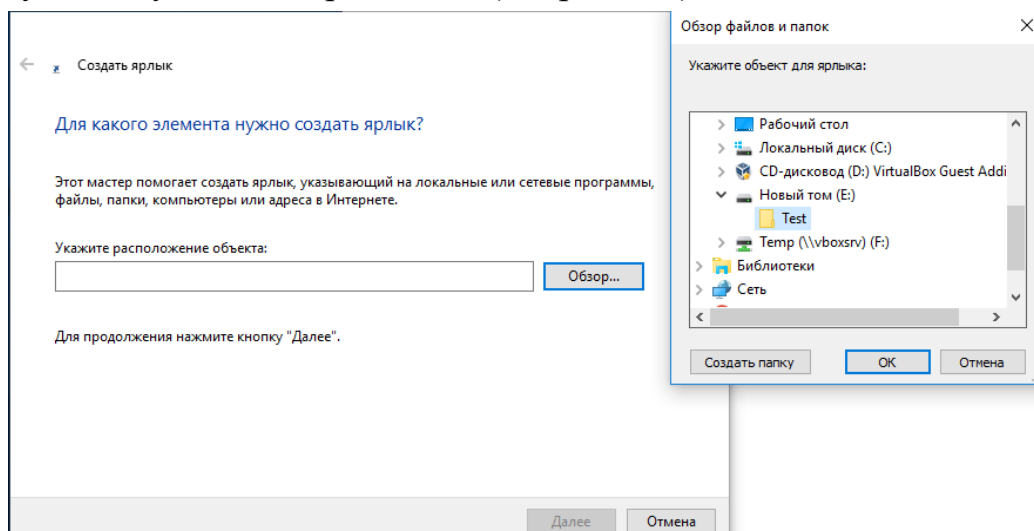 Создать ярлык
Для какого элемента нужно создать ярлык?
Этот мастер помогает создать ярлык, указывающий на локальные или сетевые программы,
файлы, папки, компьютеры или адреса в Интернете.
Укажите расположение объекта:
Обзор...
Для продолжения нажмите кнопку "Далее".
Далее
Отмена
Обзор файлов и папок
Укажите объект для ярлыка:
Рабочий стол
Локальный диск (C:)
CD-дисковод (D:) VirtualBox Guest Addi
Новый том (E:)
Test
Temp (\\vboxsrv) (F:)
Библиотеки
Сеть
Создать папку
ОК
Отмена